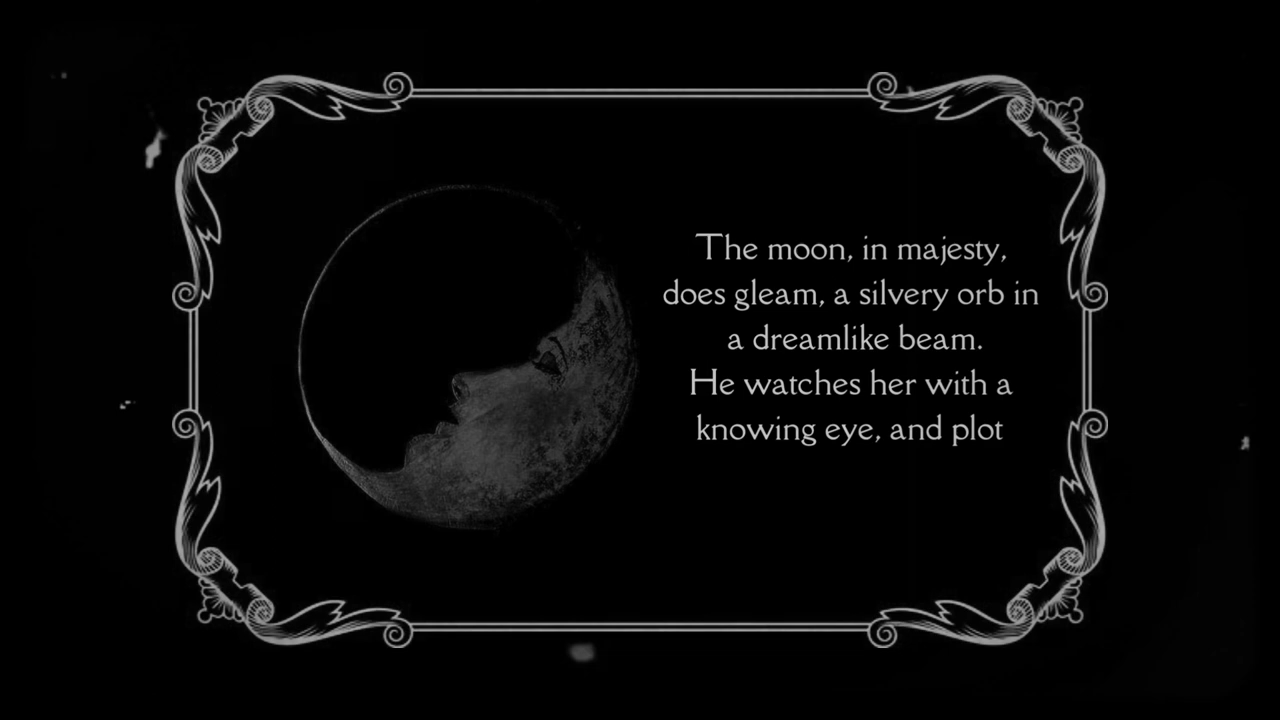 The moon, in majesty,
does gleam, a silvery orb in
a dreamlike beam.
He watches her with a
knowing eye, and plot